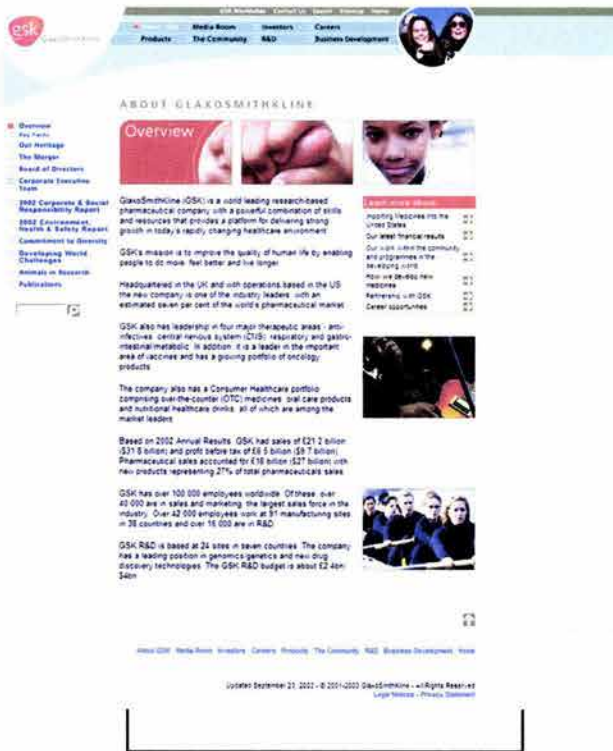 GSK Worldwide Contact Us Search Sitemap Home
Media Room Investors Careers
Products The Community R&D Business Development
gsk GlaxoSmithKline
ABOUT GLAXOSMITHKLINE
Overview
Key Facts
Our Heritage
The Merger
Board of Directors
Corporate Executive
Team
2002 Corporate & Social
Responsibility Report
2002 Environment,
Health & Safety Report
Commitment to Diversity
Developing World
Challenges
Animals in Research
Publications
Overview
GlaxoSmithKline (GSK) is a world leading research-based
pharmaceutical company with a powerful combination of skills
and resources that provides a platform for delivering strong
growth in today's rapidly changing healthcare environment
GSK's mission is to improve the quality of human life by enabling
people to do more, feel better and live longer
Headquartered in the UK and with operations based in the US
the new company is one of the industry leaders, with an
estimated seven per cent of the world's pharmaceutical market
GSK also has leadership in four major therapeutic areas - anti-
infectives, central nervous system (CNS), respiratory and gastro-
intestinal/metabolic. In addition, it is a leader in the important
area of vaccines and has a growing portfolio of oncology
products
The company also has a Consumer Healthcare portfolio
comprising over-the-counter (OTC) medicines, oral care products
and nutritional healthcare drinks, all of which are among the
market leaders
Based on 2002 Annual Results, GSK had sales of £21.2 billion
($31.8 billion) and profit before tax of £6.5 billion ($9.7 billion)
Pharmaceutical sales accounted for £18 billion ($27 billion) with
new products representing 27% of total pharmaceuticals sales
GSK has over 100 000 employees worldwide. Of these, over
40 000 are in sales and marketing, the largest sales force in the
industry. Over 42 000 employees work at 91 manufacturing sites
in 38 countries and over 16 000 are in R&D
GSK R&D is based at 24 sites in seven countries. The company
has a leading position in genomics/genetics and new drug
discovery technologies. The GSK R&D budget is about £2.4bn
$4bn
Learn more about:
Importing Medicines into the
United States
Our latest financial results
Our work within the community
and programmes in the
developing world
How we develop new
medicines
Partnership with GSK
Career opportunities
About GSK Media Room Investors Careers Products The Community R&D Business Development Home
Updated September 23, 2003 - © 2001-2003 GlaxoSmithKline - All Rights Reserved
Legal Notices - Privacy Statement